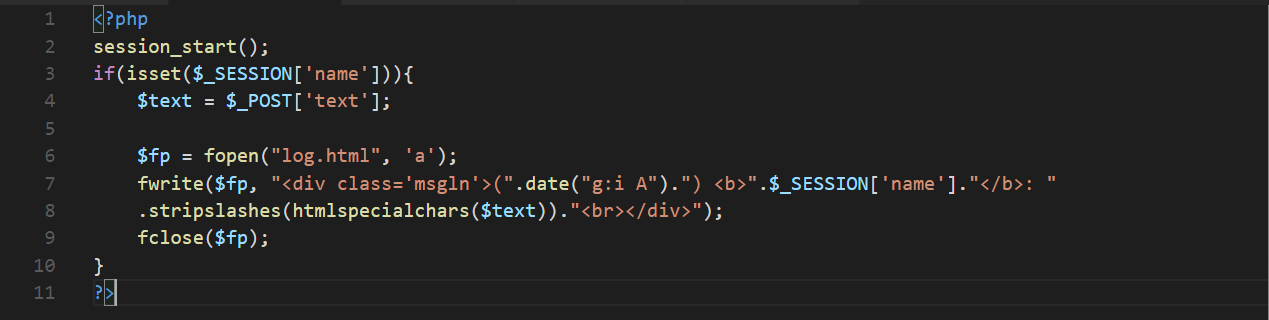 1 <?php
2 session_start();
3 if(isset($_SESSION['name'])){
4     $text = $_POST['text'];
5
6     $fp = fopen("log.html", 'a');
7     fwrite($fp, "<div class='msgln'>(".date("g:i A").") <b>".$_SESSION['name']."</b>: "
8     .stripslashes(htmlspecialchars($text))."<br></div>");
9     fclose($fp);
10 }
11 ?>